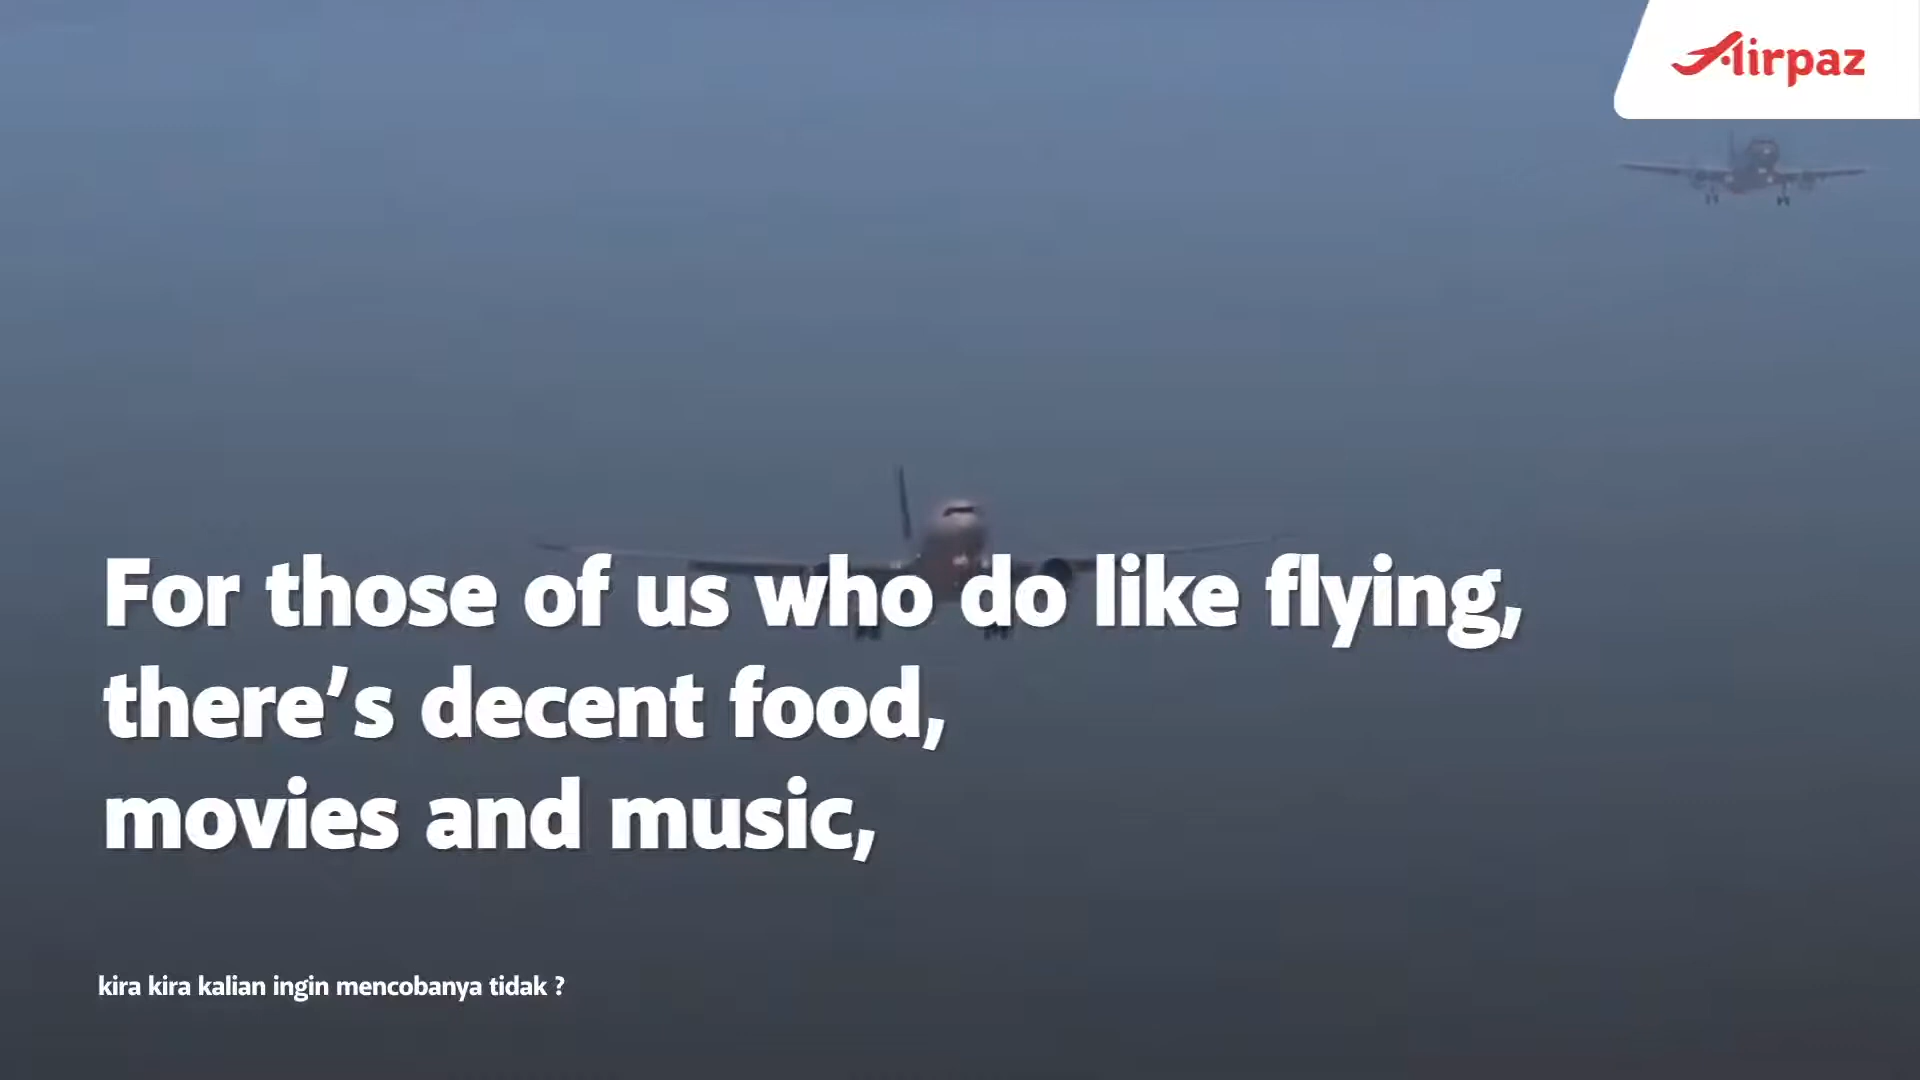 Airpaz
For those of us who do like flying,
there's decent food,
movies and music,
kira kira kalian ingin mencobanya tidak ?